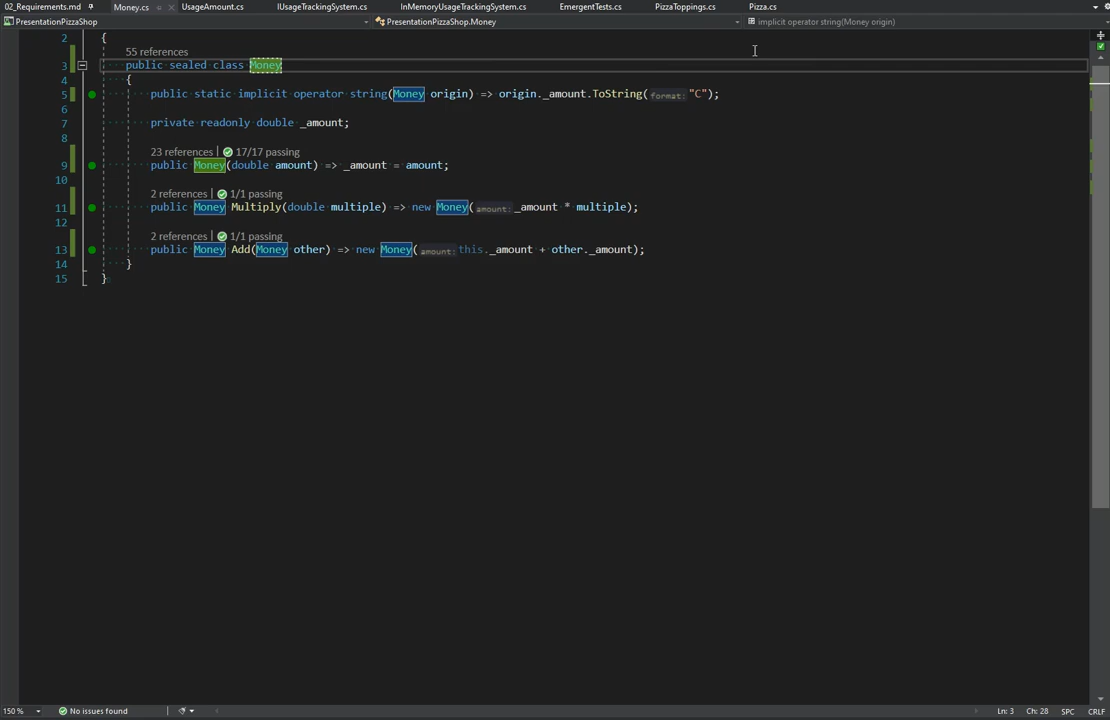 02_Requirements.md Money.cs UsageAmount.cs IUsageTrackingSystem.cs InMemoryUsageTrackingSystem.cs EmergentTests.cs PizzaToppings.cs Pizza.cs
PresentationPizzaShop PresentationPizzaShop.Money implicit operator string(Money origin)
2 {
55 references
3 public sealed class Money
4 {
5 public static implicit operator string(Money origin) => origin._amount.ToString(format: "C");
6
7 private readonly double _amount;
8
23 references | 17/17 passing
9 public Money(double amount) => _amount = amount;
10
2 references | 1/1 passing
11 public Money Multiply(double multiple) => new Money(amount: _amount * multiple);
12
2 references | 1/1 passing
13 public Money Add(Money other) => new Money(amount: this._amount + other._amount);
14 }
15 }
150 % No issues found Ln: 3 Ch: 28 SPC CRLF